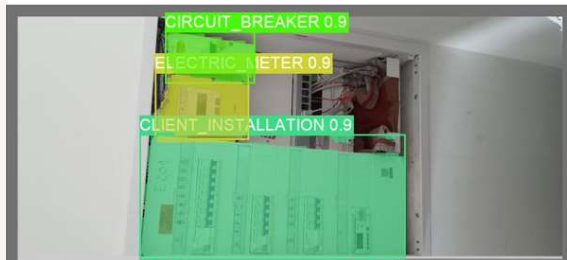 CIRCUIT_BREAKER 0.9
ELECTRIC_METER 0.9
CLIENT_INSTALLATION 0.9